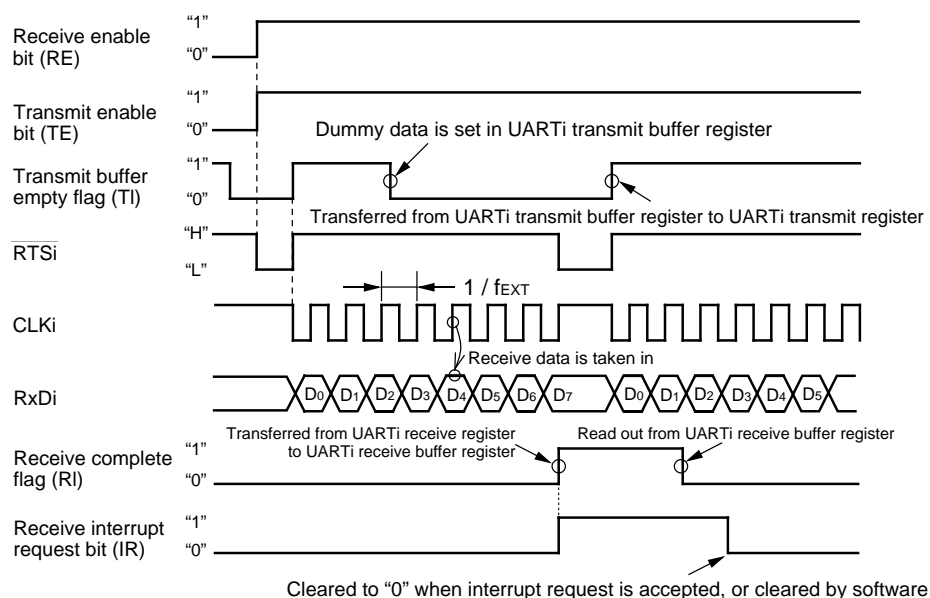 Receive enable
bit (RE)
“1”
“0”
Transmit enable
bit (TE)
“1”
“0”
Dummy data is set in UARTi transmit buffer register
Transmit buffer
empty flag (TI)
“1”
“0”
Transferred from UARTi transmit buffer register to UARTi transmit register
RTSi
“H”
“L”
1 / fEXT
CLKi
Receive data is taken in
RxDi
D0 D1 D2 D3 D4 D5 D6 D7 D0 D1 D2 D3 D4 D5
Transferred from UARTi receive register
to UARTi receive buffer register
Read out from UARTi receive buffer register
Receive complete
flag (RI)
“1”
“0”
Receive interrupt
request bit (IR)
“1”
“0”
Cleared to “0” when interrupt request is accepted, or cleared by software